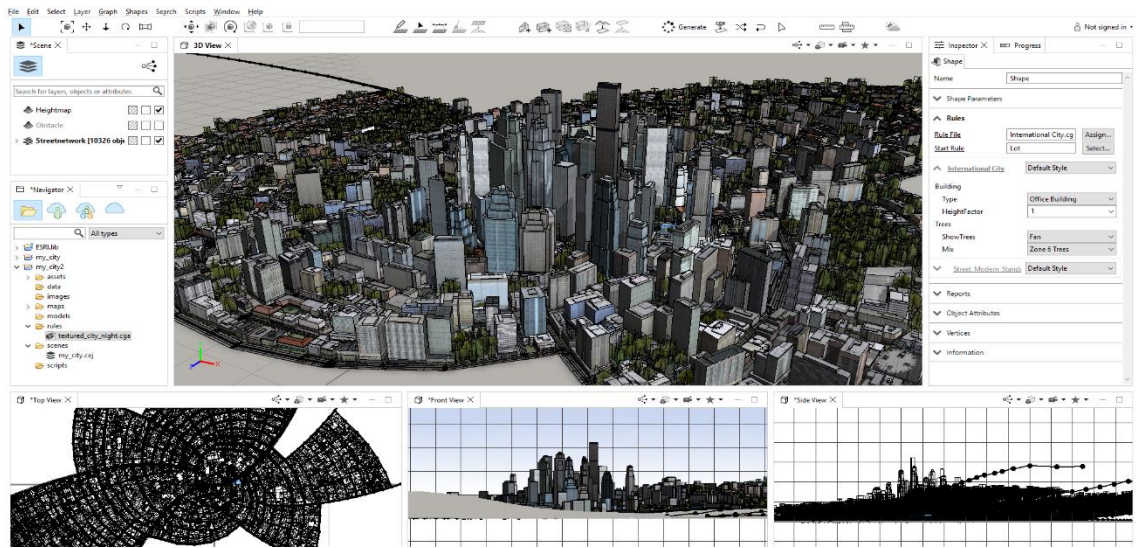 File Edit Select Layer Graph Shapes Search Scripts Window Help
Generate
Not signed in
*Scene
Search for layers, objects or attributes
Heightmap
Obstacle
Streetnetwork [10326 obje
*Navigator
All types
ESRI.lib
my_city
my_city2
assets
data
images
maps
models
rules
textured_city_night.cga
scenes
my_city.cej
scripts
3D View
Inspector
Progress
Shape
Name Shape
Shape Parameters
Rules
Rule File International City.cg Assign...
Start Rule Lot Select...
International City Default Style
Building
Type Office Building
HeightFactor 1
Trees
ShowTrees Fan
Mix Zone 6 Trees
Street_Modern_Standa Default Style
Reports
Object Attributes
Vertices
Information
*Top View
*Front View
*Side View